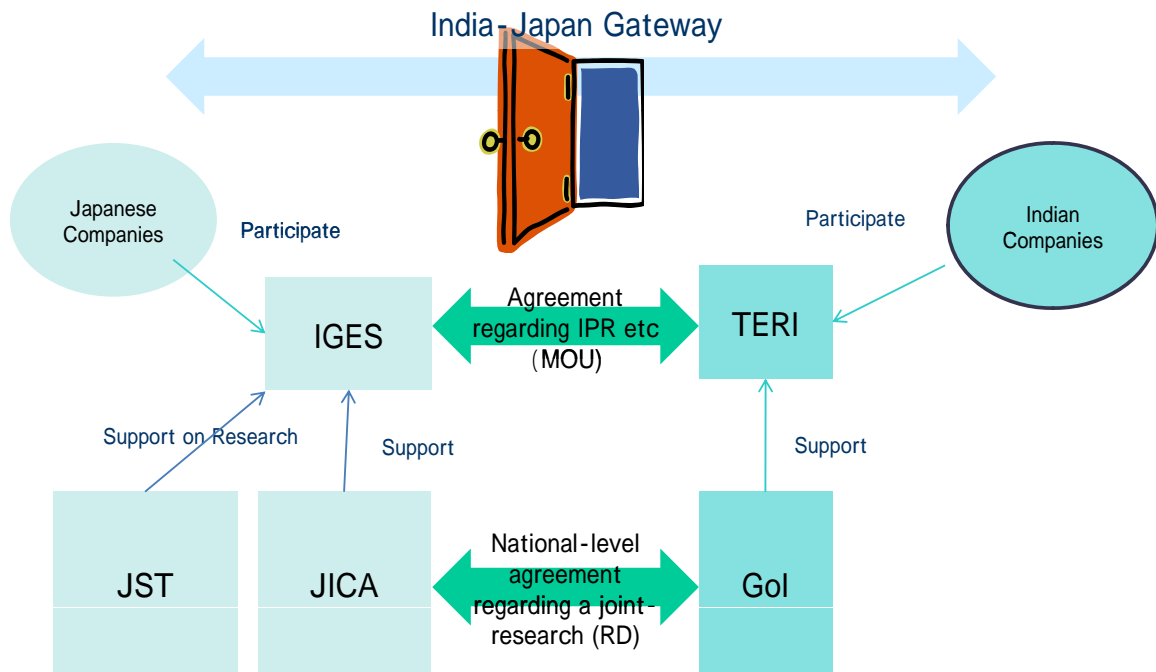 India-Japan Gateway
Japanese
Companies
Participate
Participate
Indian
Companies
IGES
Agreement
regarding IPR etc
(MOU)
TERI
Support on Research
Support
Support
JST
JICA
National-level
agreement
regarding a joint-
research (RD)
GoI